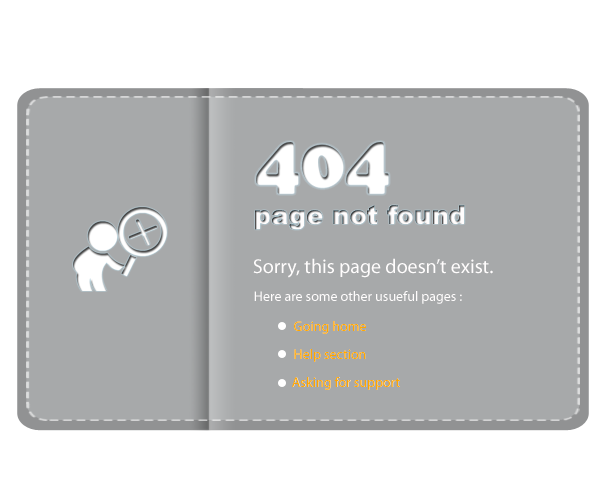 404
page not found
Sorry, this page doesn't exist.
Here are some other usueful pages :
Going home
Help section
Asking for support